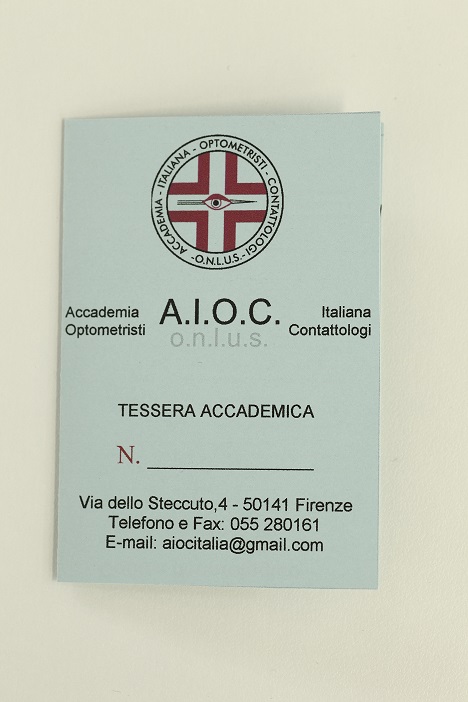 ACCADEMIA - ITALIANA - OPTOMETRISTI - CONTATTOLOGI
-O.N.L.U.S.-
Accademia A.I.O.C. Italiana
Optometristi o.n.l.u.s. Contattologi
TESSERA ACCADEMICA
N. _______________
Via dello Steccuto,4 - 50141 Firenze
Telefono e Fax: 055 280161
E-mail: aiocitalia@gmail.com